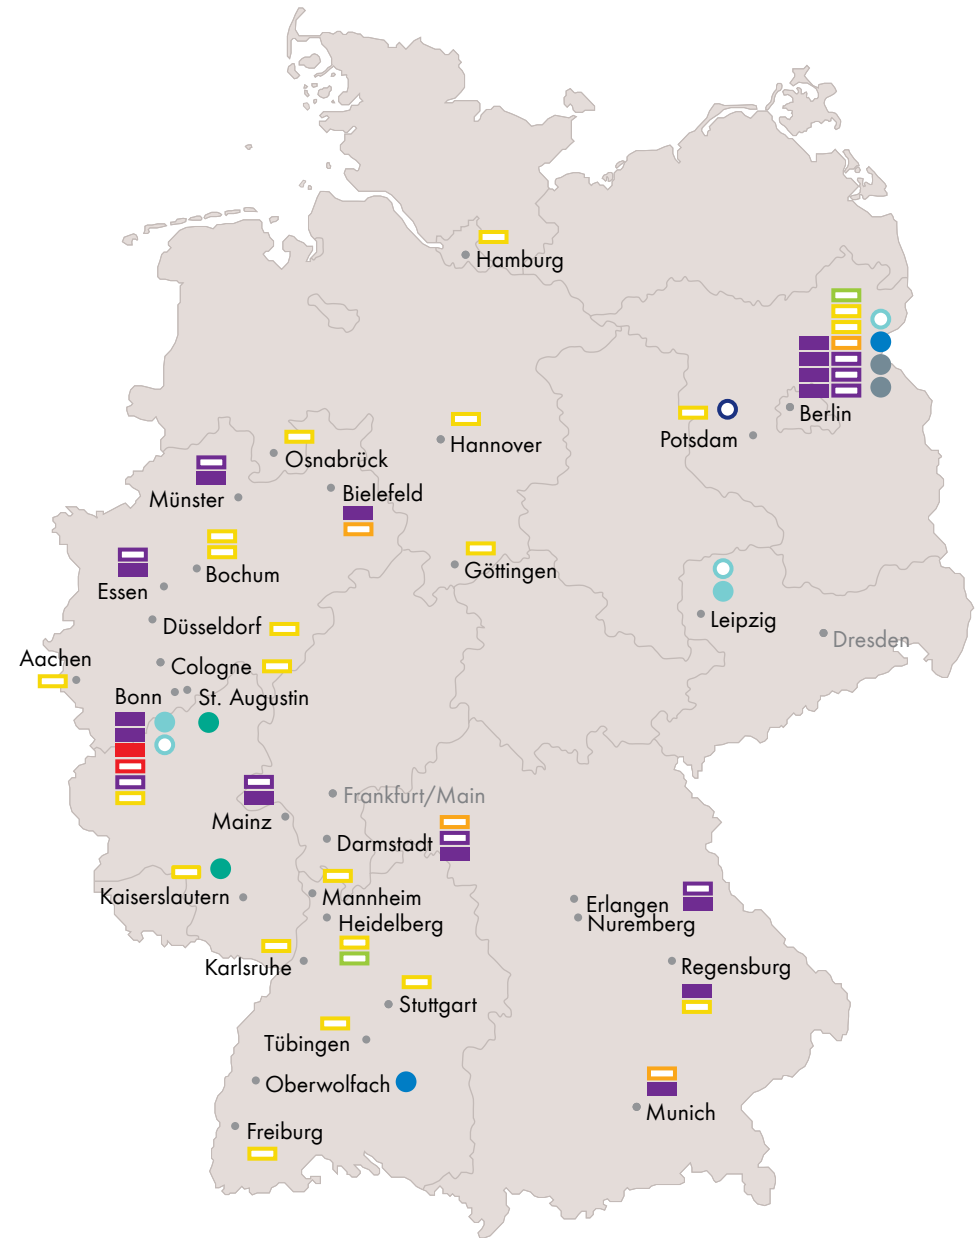 Hamburg
Berlin
Potsdam
Hannover
Osnabrück
Bielefeld
Münster
Göttingen
Bochum
Essen
Leipzig
Düsseldorf
Dresden
Aachen
Cologne
Bonn
St. Augustin
Frankfurt/Main
Mainz
Darmstadt
Kaiserslautern
Mannheim
Erlangen
Heidelberg
Nuremberg
Karlsruhe
Regensburg
Stuttgart
Tübingen
Oberwolfach
Munich
Freiburg